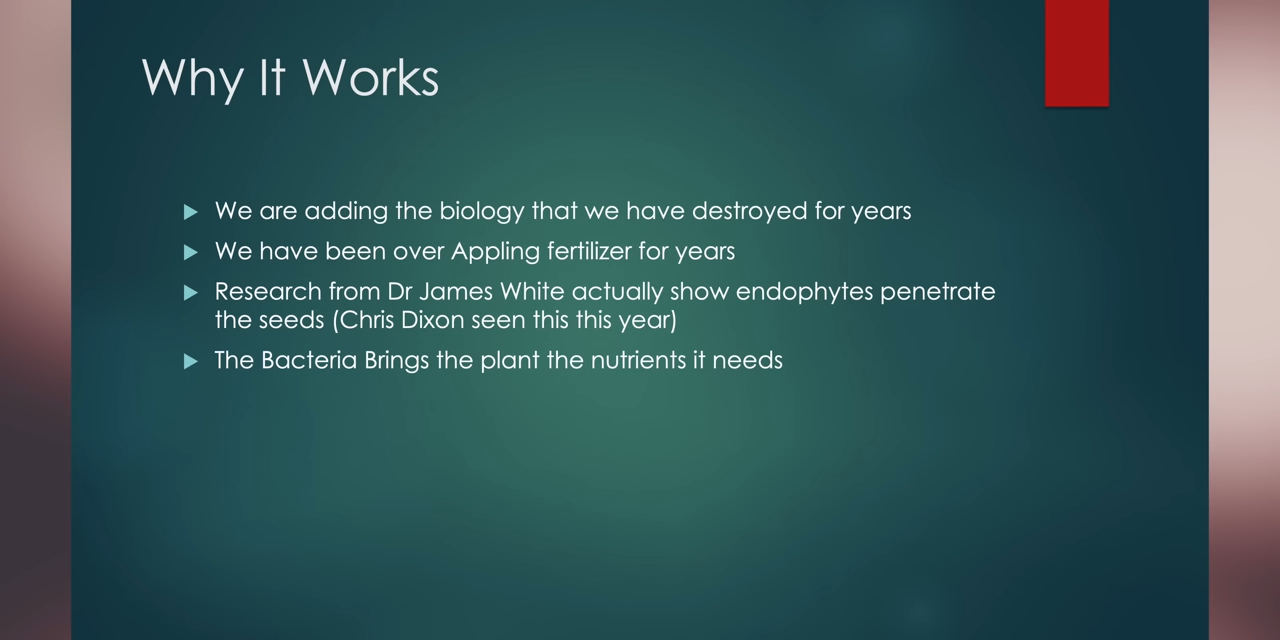 Why It Works
We are adding the biology that we have destroyed for years
We have been over Appling fertilizer for years
Research from Dr James White actually show endophytes penetrate
the seeds (Chris Dixon seen this this year)
The Bacteria Brings the plant the nutrients it needs